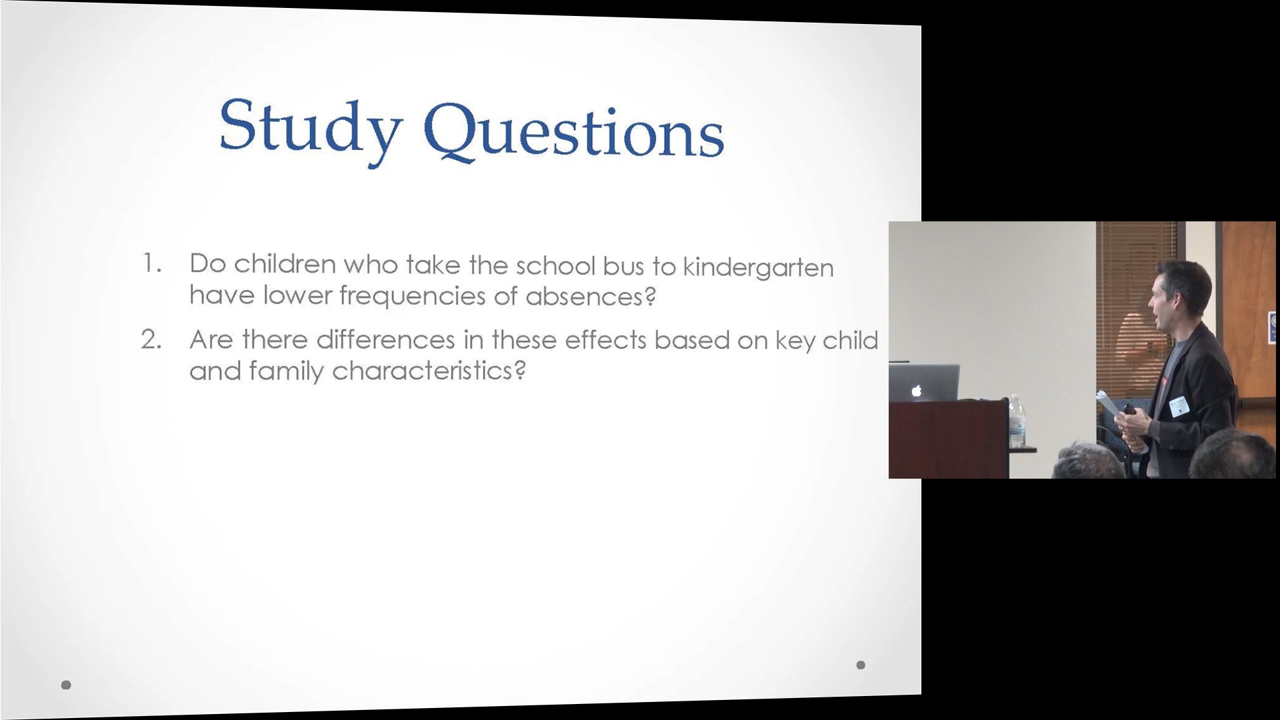 Study Questions
1. Do children who take the school bus to kindergarten
have lower frequencies of absences?
2. Are there differences in these effects based on key child
and family characteristics?